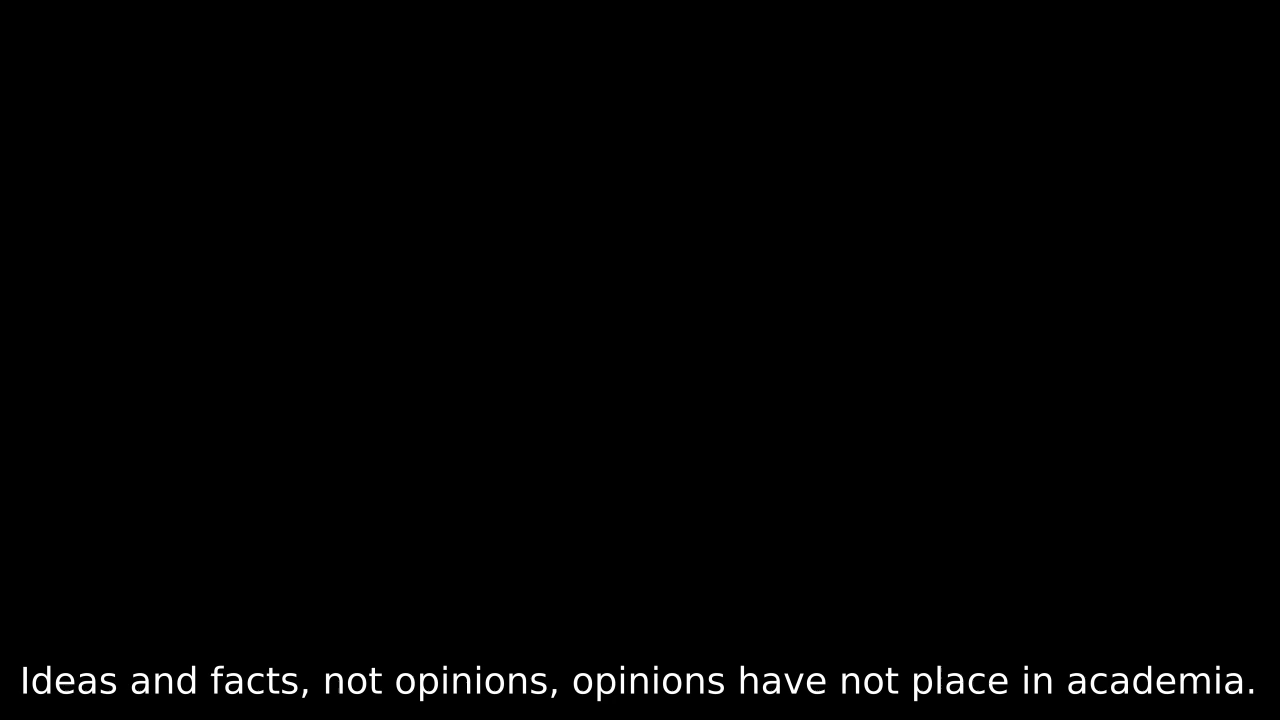 Ideas and facts, not opinions, opinions have not place in academia.